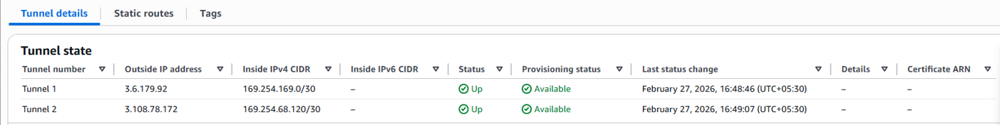 Tunnel details Static routes Tags
Tunnel state
Tunnel number Outside IP address Inside IPv4 CIDR Inside IPv6 CIDR Status Provisioning status Last status change Details Certificate ARN
Tunnel 1 3.6.179.92 169.254.169.0/30 – Up Available February 27, 2026, 16:48:46 (UTC+05:30) – –
Tunnel 2 3.108.78.172 169.254.68.120/30 – Up Available February 27, 2026, 16:49:07 (UTC+05:30) – –